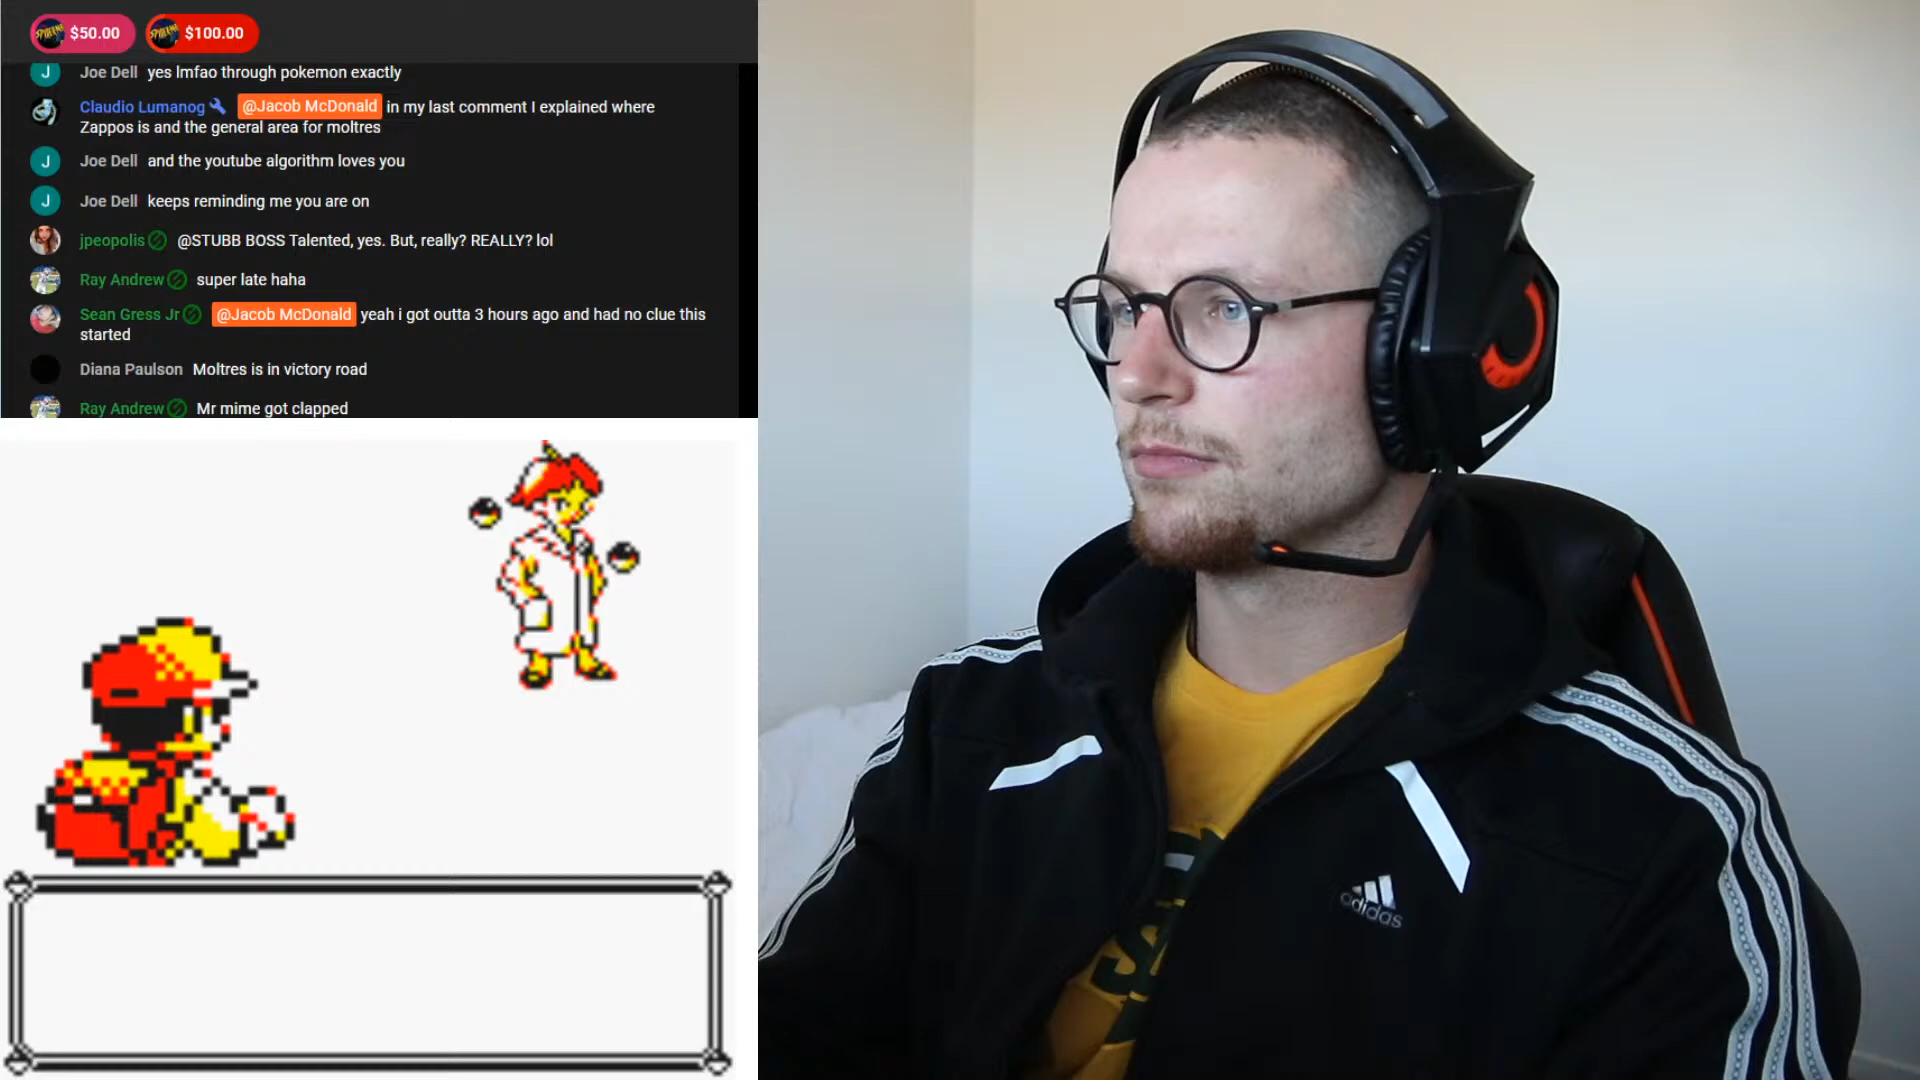 $50.00 $100.00
J Joe Dell yes lmfao through pokemon exactly
Claudio Lumanog @Jacob McDonald in my last comment I explained where
Zappos is and the general area for moltres
J Joe Dell and the youtube algorithm loves you
J Joe Dell keeps reminding me you are on
jpeopolis @STUBB BOSS Talented, yes. But, really? REALLY? lol
Ray Andrew super late haha
Sean Gress Jr @Jacob McDonald yeah i got outta 3 hours ago and had no clue this
started
Diana Paulson Moltres is in victory road
Ray Andrew Mr mime got clapped
adidas